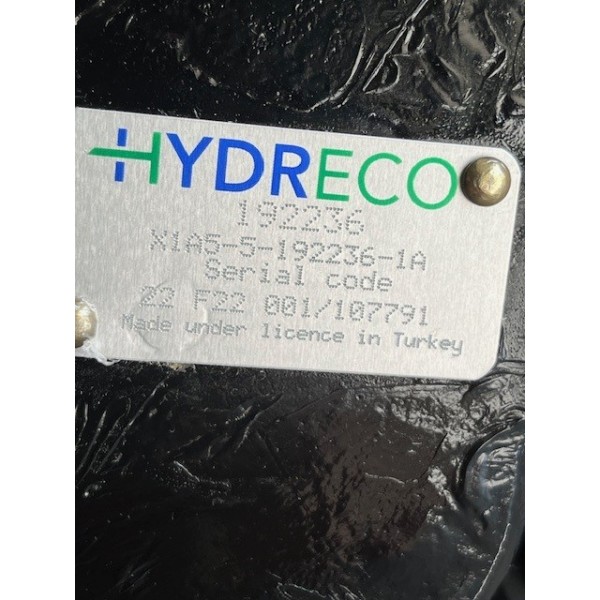 HYDRECO
192236
X1A5-5-192236-1A
Serial code
22 F22 001/107791
Made under licence in Turkey